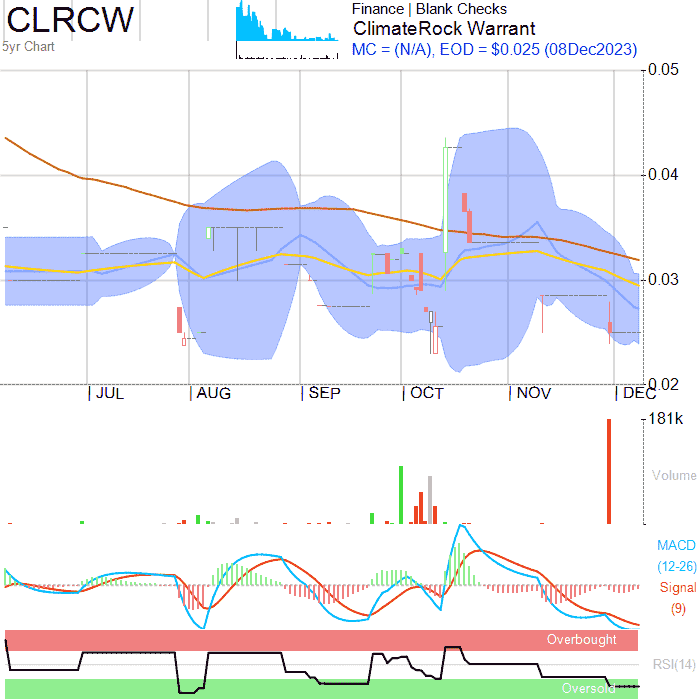 CLRCW
5yr Chart
Finance | Blank Checks
ClimateRock Warrant
MC = (N/A), EOD = $0.025 (08Dec2023)
0.05
0.04
0.03
0.02
JUL AUG SEP OCT NOV DEC
181k
Volume
MACD
(12-26)
Signal
(9)
Overbought
RSI(14)
Oversold